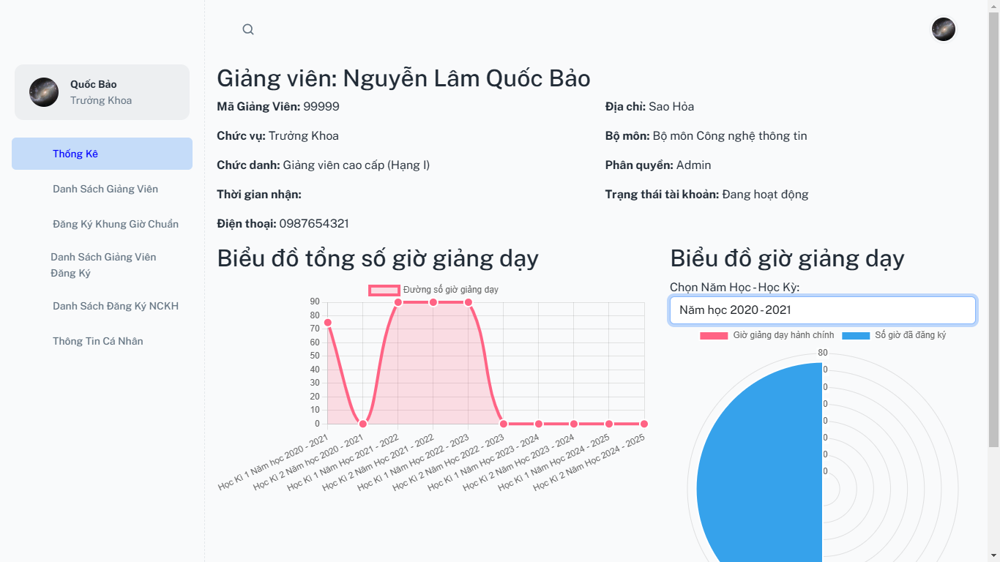 Quốc Bảo
Trưởng Khoa
Thống Kê
Danh Sách Giảng Viên
Đăng Ký Khung Giờ Chuẩn
Danh Sách Giảng Viên
Đăng Ký
Danh Sách Đăng Ký NCKH
Thông Tin Cá Nhân
Giảng viên: Nguyễn Lâm Quốc Bảo
Mã Giảng Viên: 99999
Địa chỉ: Sao Hỏa
Chức vụ: Trưởng Khoa
Bộ môn: Bộ môn Công nghệ thông tin
Chức danh: Giảng viên cao cấp (Hạng I)
Phân quyền: Admin
Thời gian nhận:
Trạng thái tài khoản: Đang hoạt động
Điện thoại: 0987654321
Biểu đồ tổng số giờ giảng dạy
Đường số giờ giảng dạy
90
80
70
60
50
40
30
20
10
0
Học Kì 1 Năm học 2020 - 2021
Học Kì 2 Năm học 2020 - 2021
Học Kì 1 Năm Học 2021 - 2022
Học Kì 2 Năm Học 2021 - 2022
Học Kì 1 Năm Học 2022 - 2023
Học Kì 2 Năm Học 2022 - 2023
Học Kì 1 Năm Học 2023 - 2024
Học Kì 2 Năm Học 2023 - 2024
Học Kì 1 Năm Học 2024 - 2025
Học Kì 2 Năm Học 2024 - 2025
Biểu đồ giờ giảng dạy
Chọn Năm Học - Học Kỳ:
Năm học 2020 - 2021
Giờ giảng dạy hành chính
Số giờ đã đăng ký
80
0
0
0
0
0
0
0